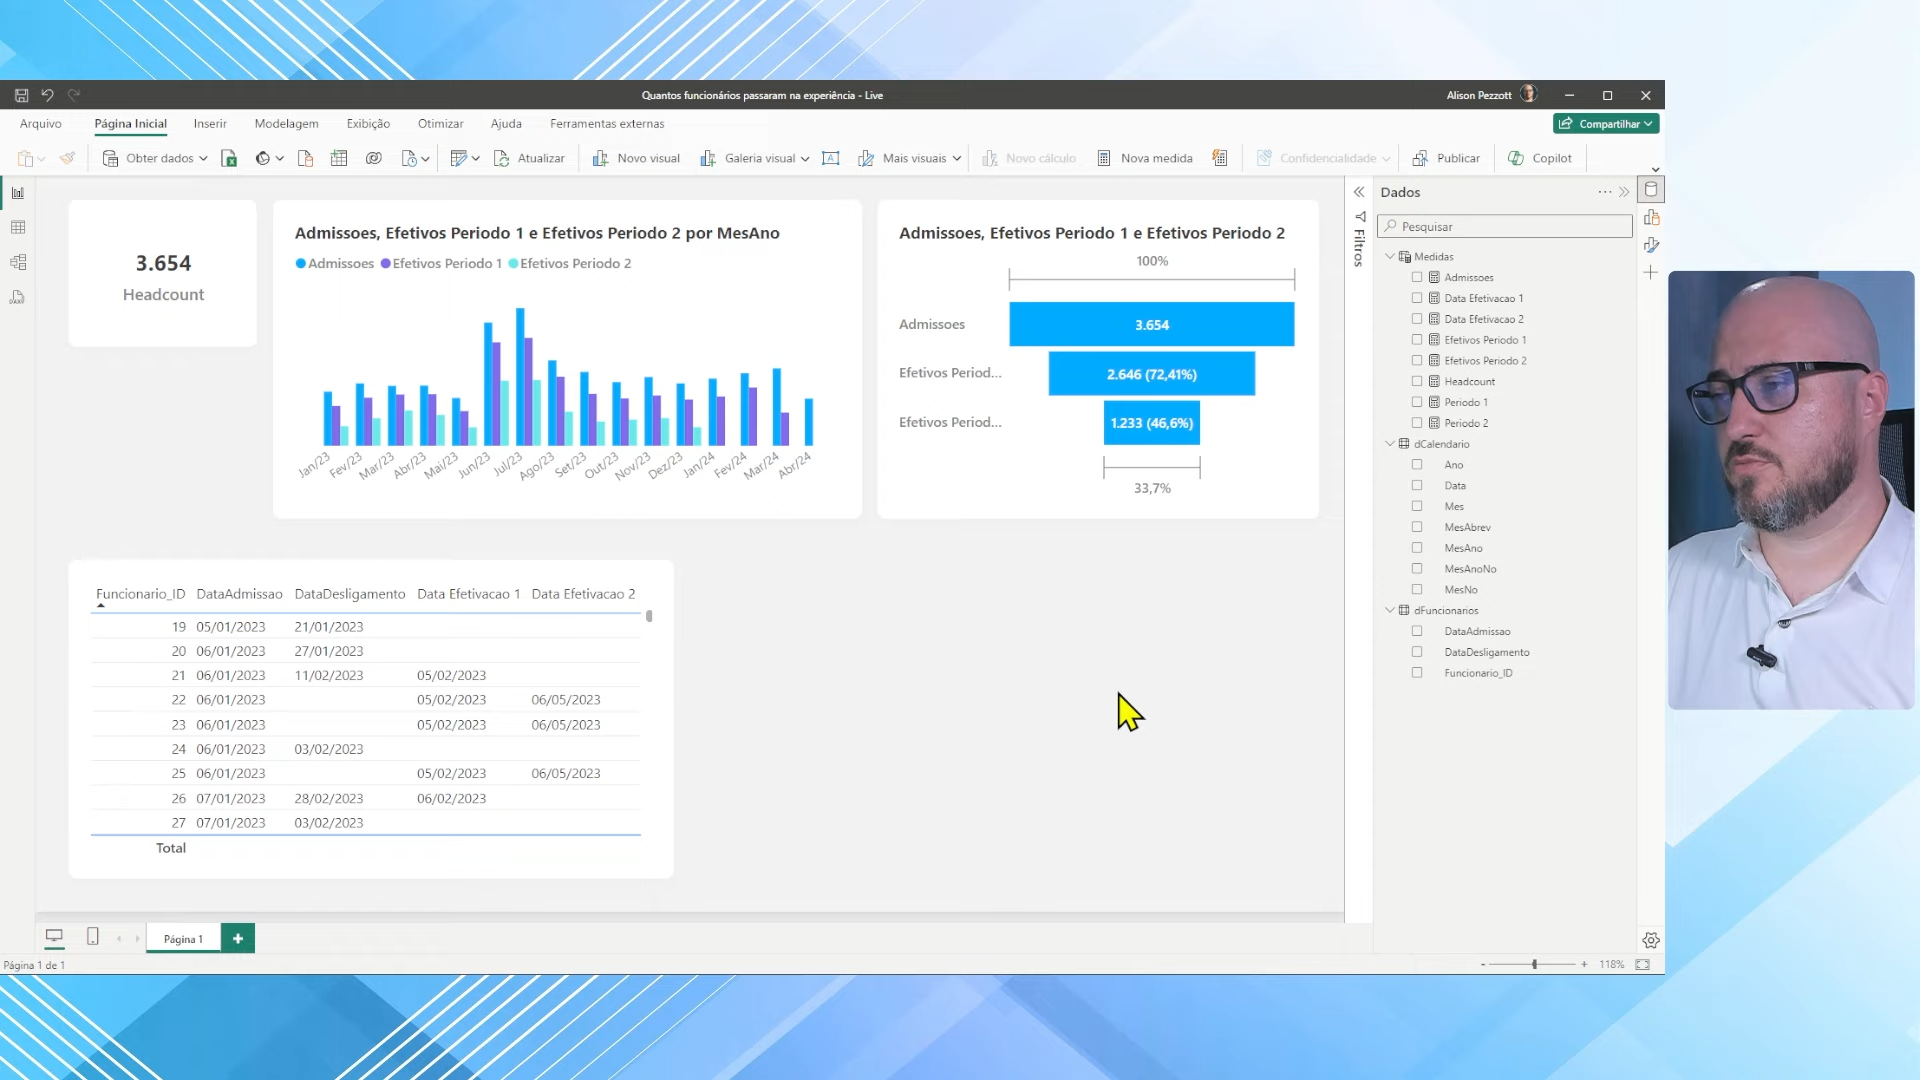 Quantos funcionários passaram na experiência - Live
Alison Pezzott
Arquivo
Página Inicial
Inserir
Modelagem
Exibição
Otimizar
Ajuda
Ferramentas externas
Compartilhar
Obter dados
Atualizar
Novo visual
Galeria visual
Mais visuais
Novo cálculo
Nova medida
Confidencialidade
Publicar
Copilot
3.654
Headcount
Admissoes, Efetivos Periodo 1 e Efetivos Periodo 2 por MesAno
Admissoes Efetivos Periodo 1 Efetivos Periodo 2
Jan/23 Fev/23 Mar/23 Abr/23 Mai/23 Jun/23 Jul/23 Ago/23 Set/23 Out/23 Nov/23 Dez/23 Jan/24 Fev/24 Mar/24 Abr/24
Admissoes, Efetivos Periodo 1 e Efetivos Periodo 2
100%
Admissoes 3.654
Efetivos Period... 2.646 (72,41%)
Efetivos Period... 1.233 (46,6%)
33,7%
Funcionario_ID DataAdmissao DataDesligamento Data Efetivacao 1 Data Efetivacao 2
19 05/01/2023 21/01/2023
20 06/01/2023 27/01/2023
21 06/01/2023 11/02/2023 05/02/2023
22 06/01/2023 05/02/2023 06/05/2023
23 06/01/2023 05/02/2023 06/05/2023
24 06/01/2023 03/02/2023
25 06/01/2023 05/02/2023 06/05/2023
26 07/01/2023 28/02/2023 06/02/2023
27 07/01/2023 03/02/2023
Total
Filtros
Dados
Pesquisar
Medidas
Admissoes
Data Efetivacao 1
Data Efetivacao 2
Efetivos Periodo 1
Efetivos Periodo 2
Headcount
Periodo 1
Periodo 2
dCalendario
Ano
Data
Mes
MesAbrev
MesAno
MesAnoNo
MesNo
dFuncionarios
DataAdmissao
DataDesligamento
Funcionario_ID
Página 1
Página 1 de 1
118%